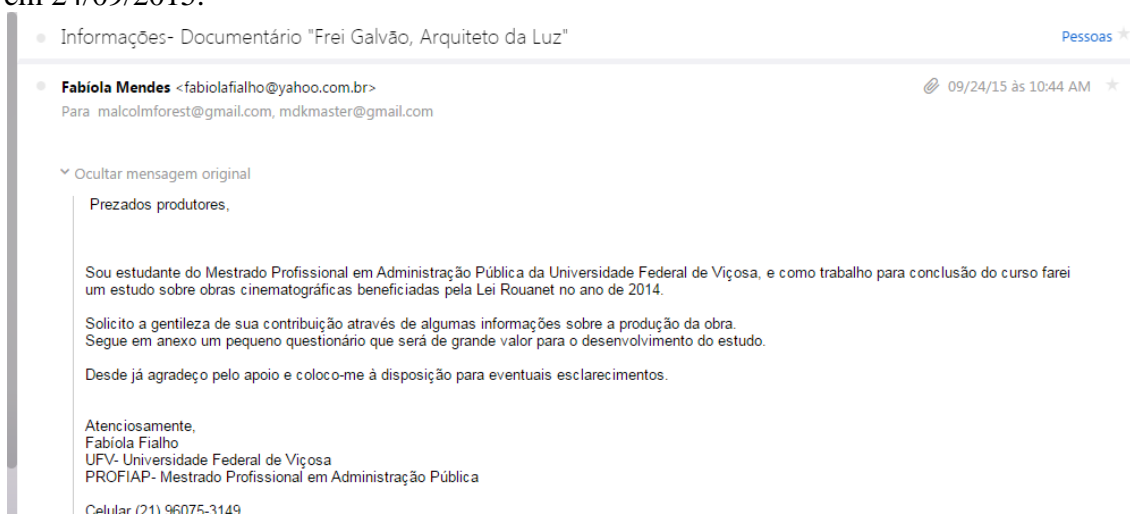 em 24/09/2015.
Informações- Documentário "Frei Galvão, Arquiteto da Luz"
Pessoas
Fabíola Mendes <fabiolafialho@yahoo.com.br>
09/24/15 às 10:44 AM
Para malcolmforest@gmail.com, mdkmaster@gmail.com
Ocultar mensagem original
Prezados produtores,
Sou estudante do Mestrado Profissional em Administração Pública da Universidade Federal de Viçosa, e como trabalho para conclusão do curso farei
um estudo sobre obras cinematográficas beneficiadas pela Lei Rouanet no ano de 2014.
Solicito a gentileza de sua contribuição através de algumas informações sobre a produção da obra.
Segue em anexo um pequeno questionário que será de grande valor para o desenvolvimento do estudo.
Desde já agradeço pelo apoio e coloco-me à disposição para eventuais esclarecimentos.
Atenciosamente,
Fabíola Fialho
UFV- Universidade Federal de Viçosa
PROFIAP- Mestrado Profissional em Administração Pública
Celular (21) 96075-3149